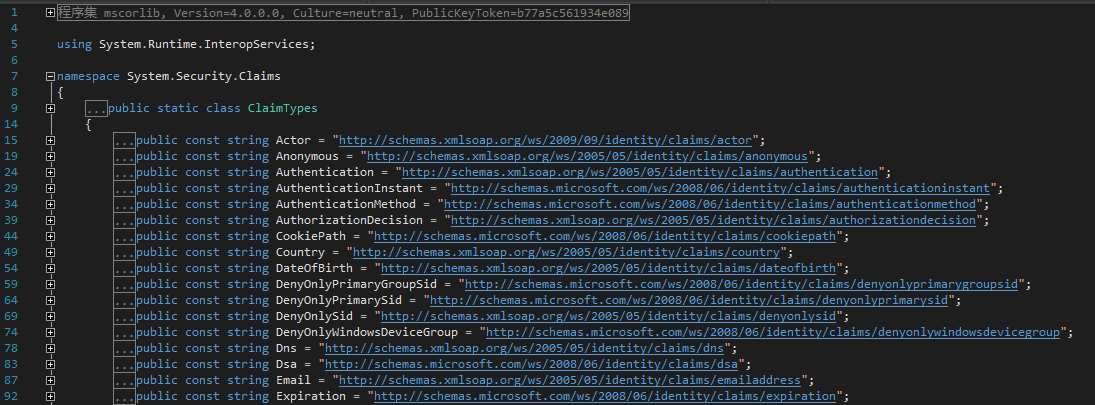 1 程序集 mscorlib, Version=4.0.0.0, Culture=neutral, PublicKeyToken=b77a5c561934e089
4
5 using System.Runtime.InteropServices;
6
7 namespace System.Security.Claims
8 {
9 ...public static class ClaimTypes
14 {
15 ...public const string Actor = "http://schemas.xmlsoap.org/ws/2009/09/identity/claims/actor";
19 ...public const string Anonymous = "http://schemas.xmlsoap.org/ws/2005/05/identity/claims/anonymous";
24 ...public const string Authentication = "http://schemas.xmlsoap.org/ws/2005/05/identity/claims/authentication";
29 ...public const string AuthenticationInstant = "http://schemas.microsoft.com/ws/2008/06/identity/claims/authenticationinstant";
34 ...public const string AuthenticationMethod = "http://schemas.microsoft.com/ws/2008/06/identity/claims/authenticationmethod";
39 ...public const string AuthorizationDecision = "http://schemas.xmlsoap.org/ws/2005/05/identity/claims/authorizationdecision";
44 ...public const string CookiePath = "http://schemas.microsoft.com/ws/2008/06/identity/claims/cookiepath";
49 ...public const string Country = "http://schemas.xmlsoap.org/ws/2005/05/identity/claims/country";
54 ...public const string DateOfBirth = "http://schemas.xmlsoap.org/ws/2005/05/identity/claims/dateofbirth";
59 ...public const string DenyOnlyPrimaryGroupSid = "http://schemas.microsoft.com/ws/2008/06/identity/claims/denyonlyprimarygroupsid";
64 ...public const string DenyOnlyPrimarySid = "http://schemas.microsoft.com/ws/2008/06/identity/claims/denyonlyprimarysid";
69 ...public const string DenyOnlySid = "http://schemas.xmlsoap.org/ws/2005/05/identity/claims/denyonlysid";
74 ...public const string DenyOnlyWindowsDeviceGroup = "http://schemas.microsoft.com/ws/2008/06/identity/claims/denyonlywindowsdevicegroup";
78 ...public const string Dns = "http://schemas.xmlsoap.org/ws/2005/05/identity/claims/dns";
83 ...public const string Dsa = "http://schemas.microsoft.com/ws/2008/06/identity/claims/dsa";
87 ...public const string Email = "http://schemas.xmlsoap.org/ws/2005/05/identity/claims/emailaddress";
92 ...public const string Expiration = "http://schemas.microsoft.com/ws/2008/06/identity/claims/expiration";